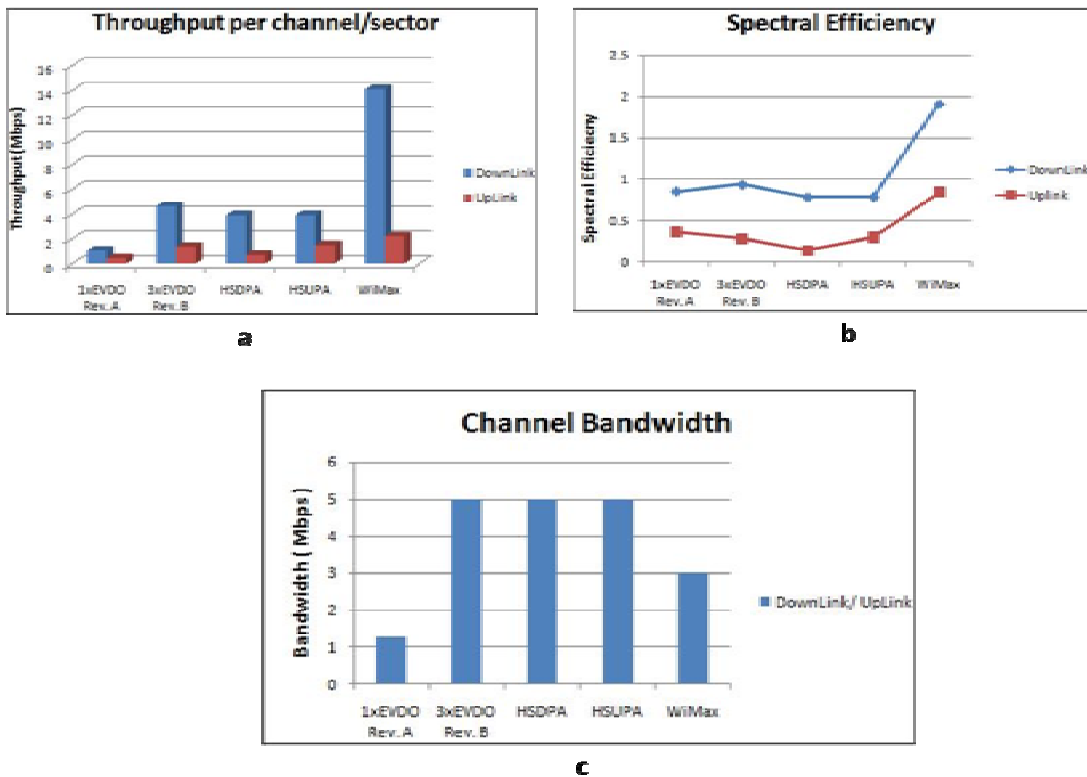 Throughput per channel/sector
Throughput (Mbps)
16
14
12
10
8
6
4
2
0
1xEVDO Rev. A
3xEVDO Rev. B
HSDPA
HSUPA
WiMax
DownLink
UpLink
a
Spectral Efficiency
Spectral Efficiency
2.5
2
1.5
1
0.5
0
1xEVDO Rev. A
3xEVDO Rev. B
HSDPA
HSUPA
WiMax
DownLink
Uplink
b
Channel Bandwidth
Bandwidth ( Mbps )
6
5
4
3
2
1
0
1xEVDO Rev. A
3xEVDO Rev. B
HSDPA
HSUPA
WiMax
DownLink/ UpLink
c